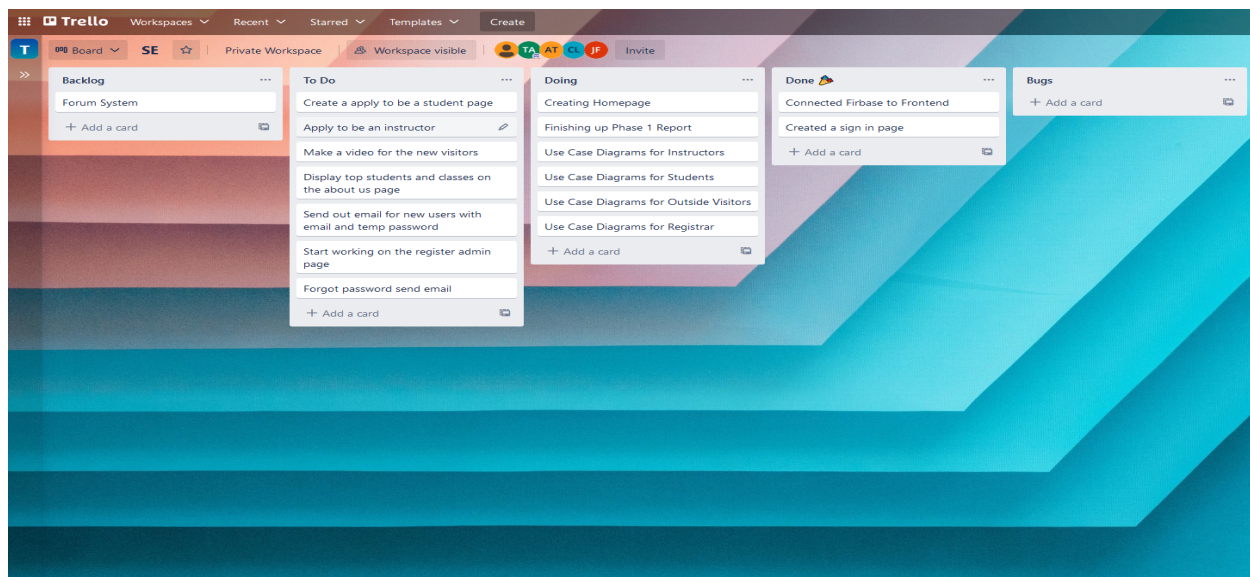 Trello Workspaces Recent Starred Templates Create
T Board SE Private Workspace Workspace visible TA AT CL JF Invite
Backlog
Forum System
+ Add a card
To Do
Create a apply to be a student page
Apply to be an instructor
Make a video for the new visitors
Display top students and classes on
the about us page
Send out email for new users with
email and temp password
Start working on the register admin
page
Forgot password send email
+ Add a card
Doing
Creating Homepage
Finishing up Phase 1 Report
Use Case Diagrams for Instructors
Use Case Diagrams for Students
Use Case Diagrams for Outside Visitors
Use Case Diagrams for Registrar
+ Add a card
Done 🎉
Connected Firbase to Frontend
Created a sign in page
+ Add a card
Bugs
+ Add a card